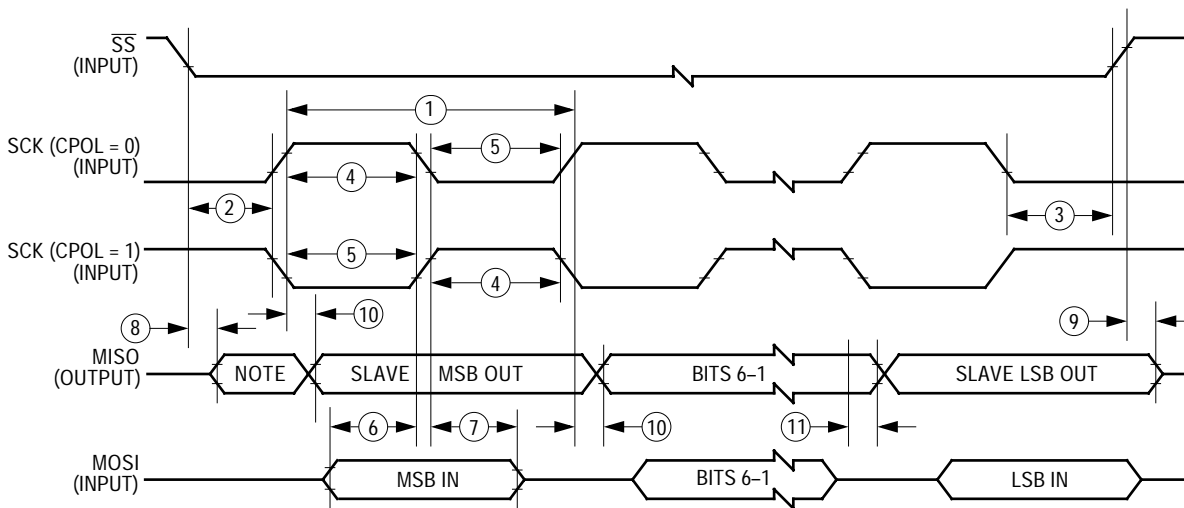 SS
(INPUT)
1
SCK (CPOL = 0)
(INPUT)
5
4
2
3
SCK (CPOL = 1)
(INPUT)
5
4
8
10
9
MISO
(OUTPUT)
NOTE
SLAVE MSB OUT
BITS 6–1
SLAVE LSB OUT
6
7
10
11
MOSI
(INPUT)
MSB IN
BITS 6–1
LSB IN